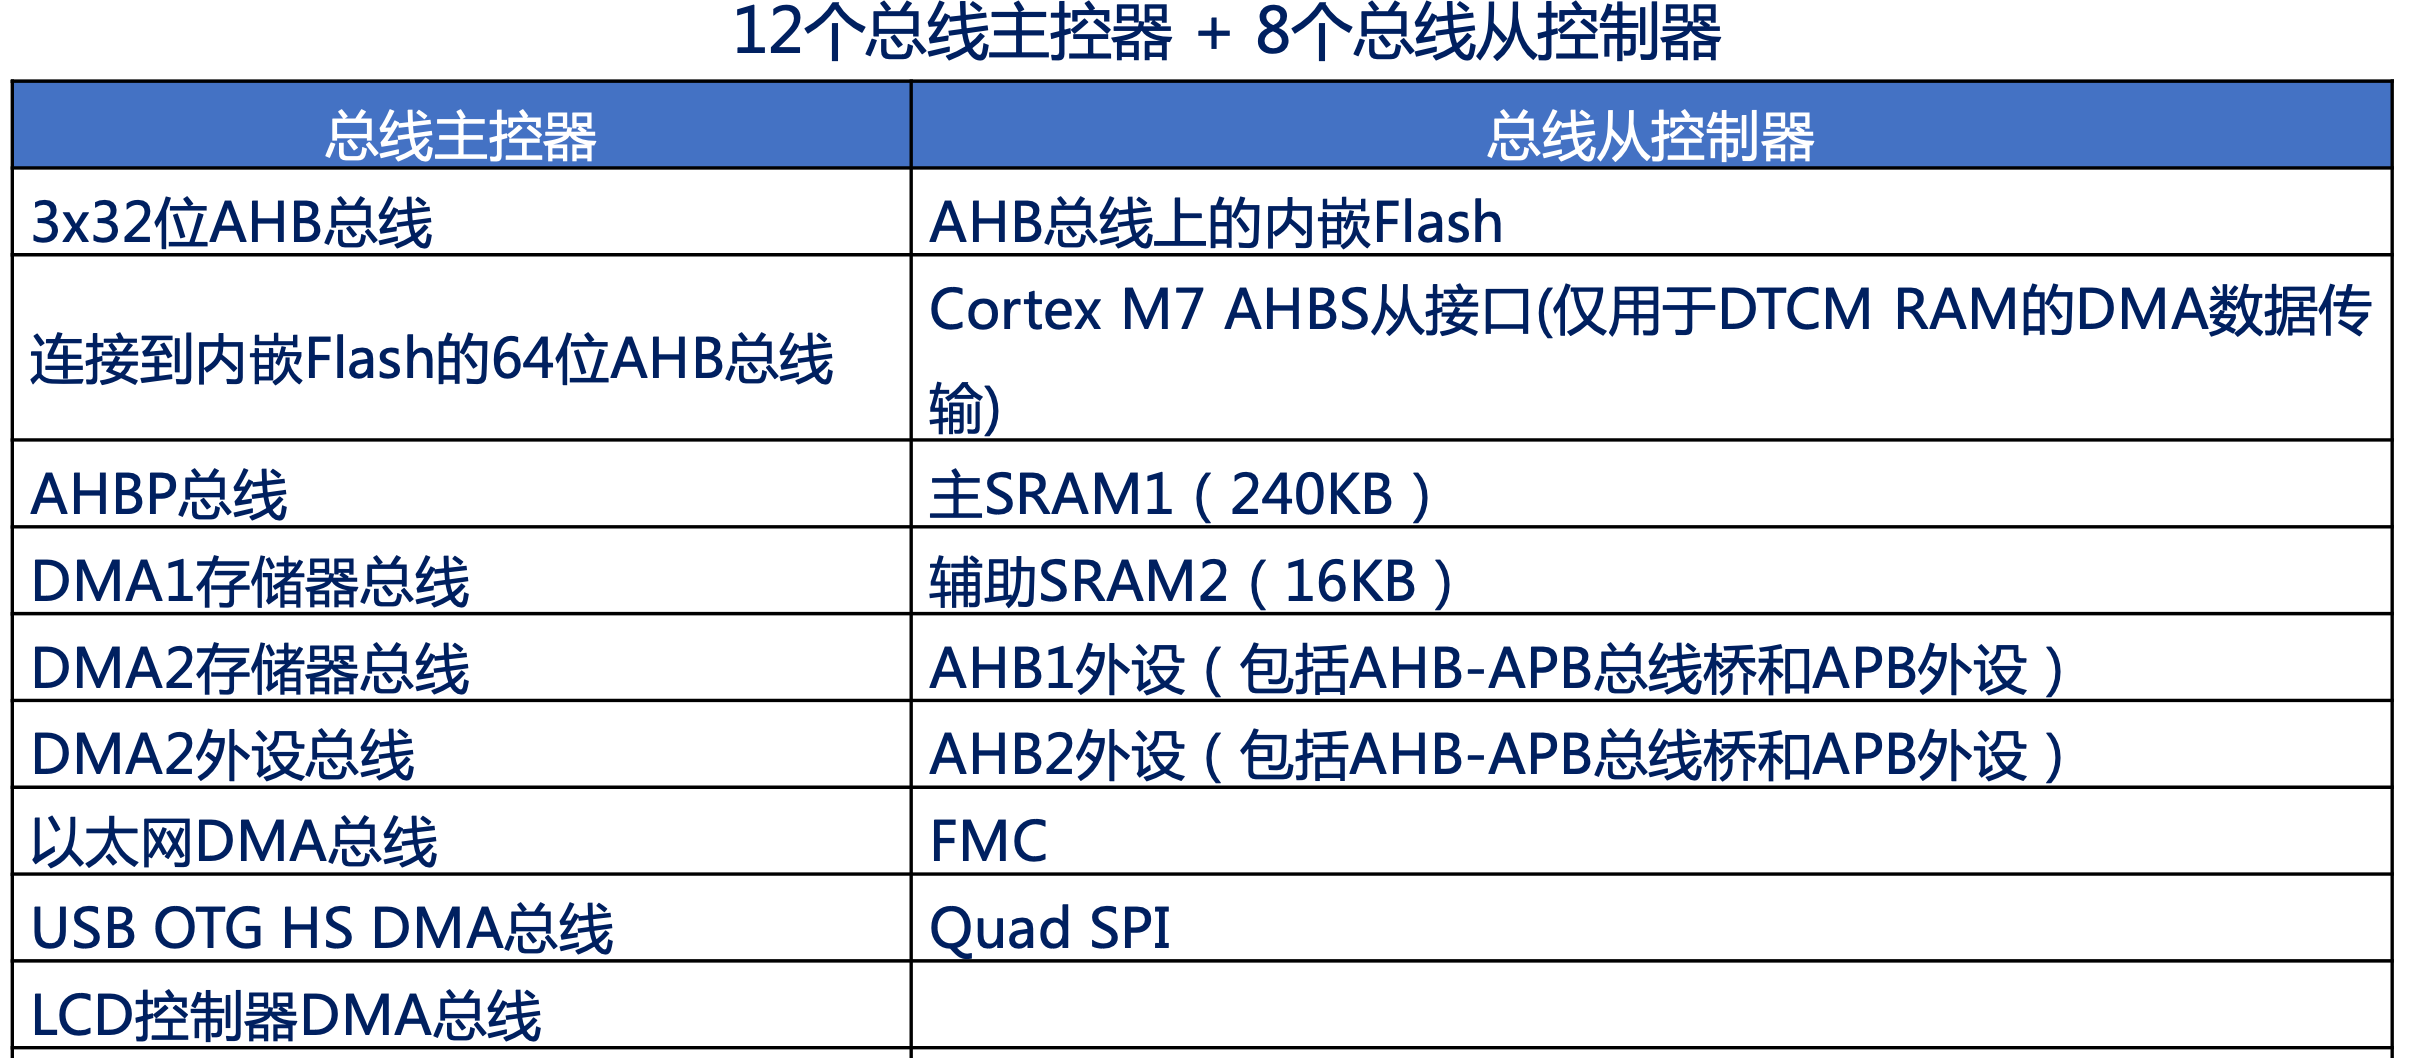 12个总线主控器 + 8个总线从控制器
总线主控器 总线从控制器
3x32位AHB总线 AHB总线上的内嵌Flash
连接到内嵌Flash的64位AHB总线 Cortex M7 AHBS从接口(仅用于DTCM RAM的DMA数据传
输)
AHBP总线 主SRAM1（240KB）
DMA1存储器总线 辅助SRAM2（16KB）
DMA2存储器总线 AHB1外设（包括AHB-APB总线桥和APB外设）
DMA2外设总线 AHB2外设（包括AHB-APB总线桥和APB外设）
以太网DMA总线 FMC
USB OTG HS DMA总线 Quad SPI
LCD控制器DMA总线